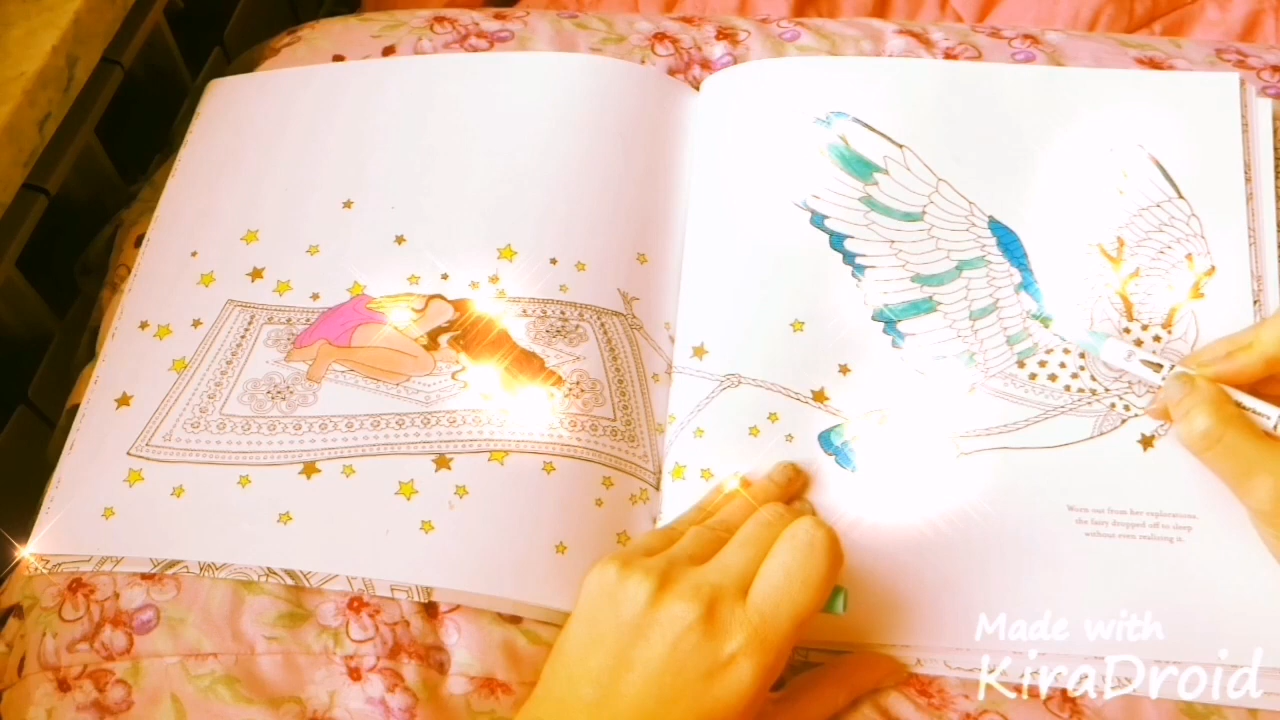 Worn out from her explorations,
the fairy dropped off to sleep
without even realizing it.
Made with
KiraDroid